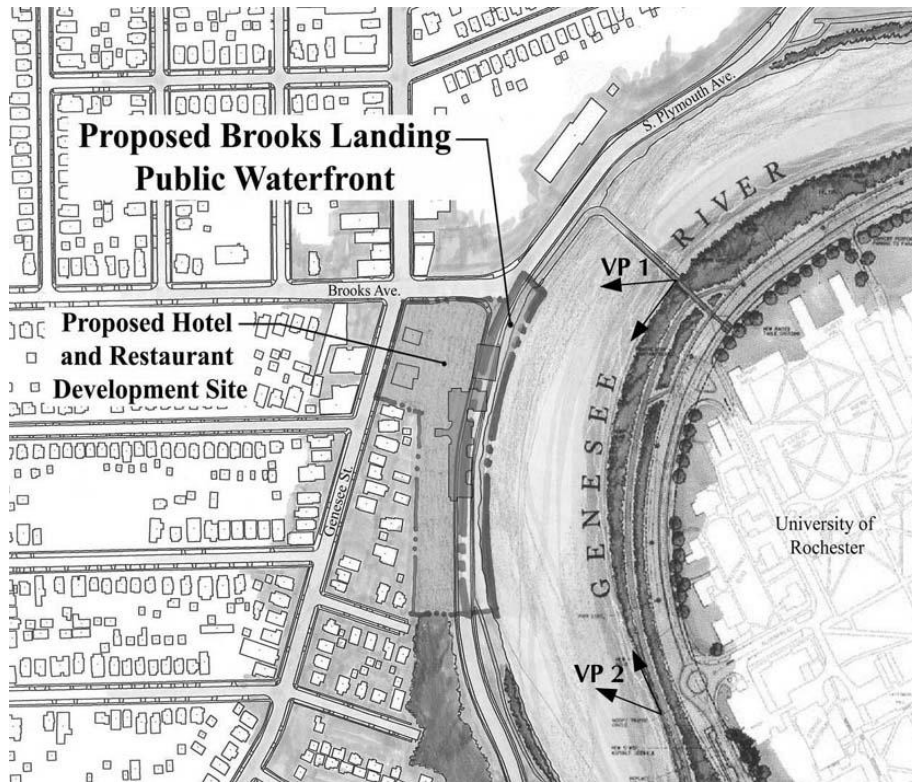 S. Plymouth Ave.
Proposed Brooks Landing
Public Waterfront
GENESEE RIVER
VP 1
Brooks Ave.
Proposed Hotel
and Restaurant
Development Site
Genesee St.
University of
Rochester
VP 2